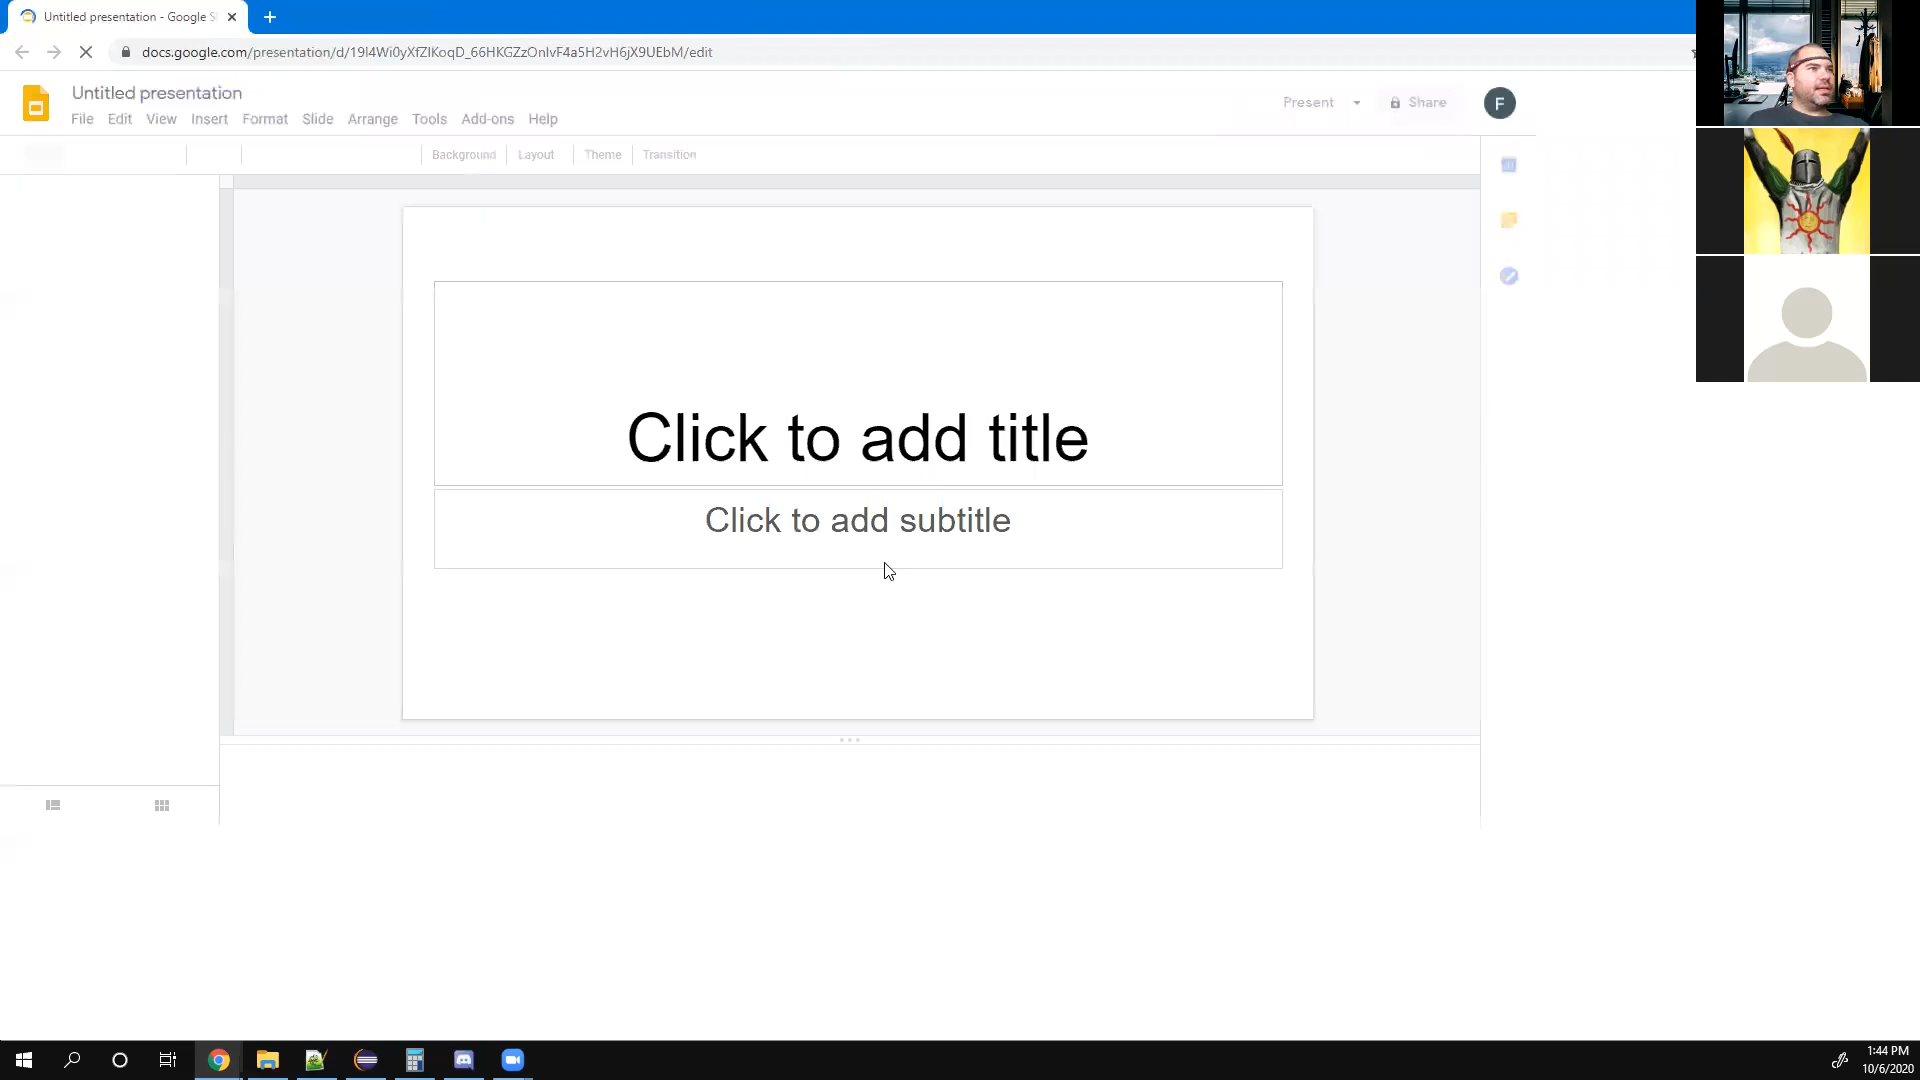 Untitled presentation - Google S
docs.google.com/presentation/d/19I4Wi0yXfZIKoqD_66HKGZzOnIvF4a5H2vH6jX9UEbM/edit
Untitled presentation
File Edit View Insert Format Slide Arrange Tools Add-ons Help
Present Share F
Background Layout Theme Transition
Click to add title
Click to add subtitle
1:44 PM
10/6/2020